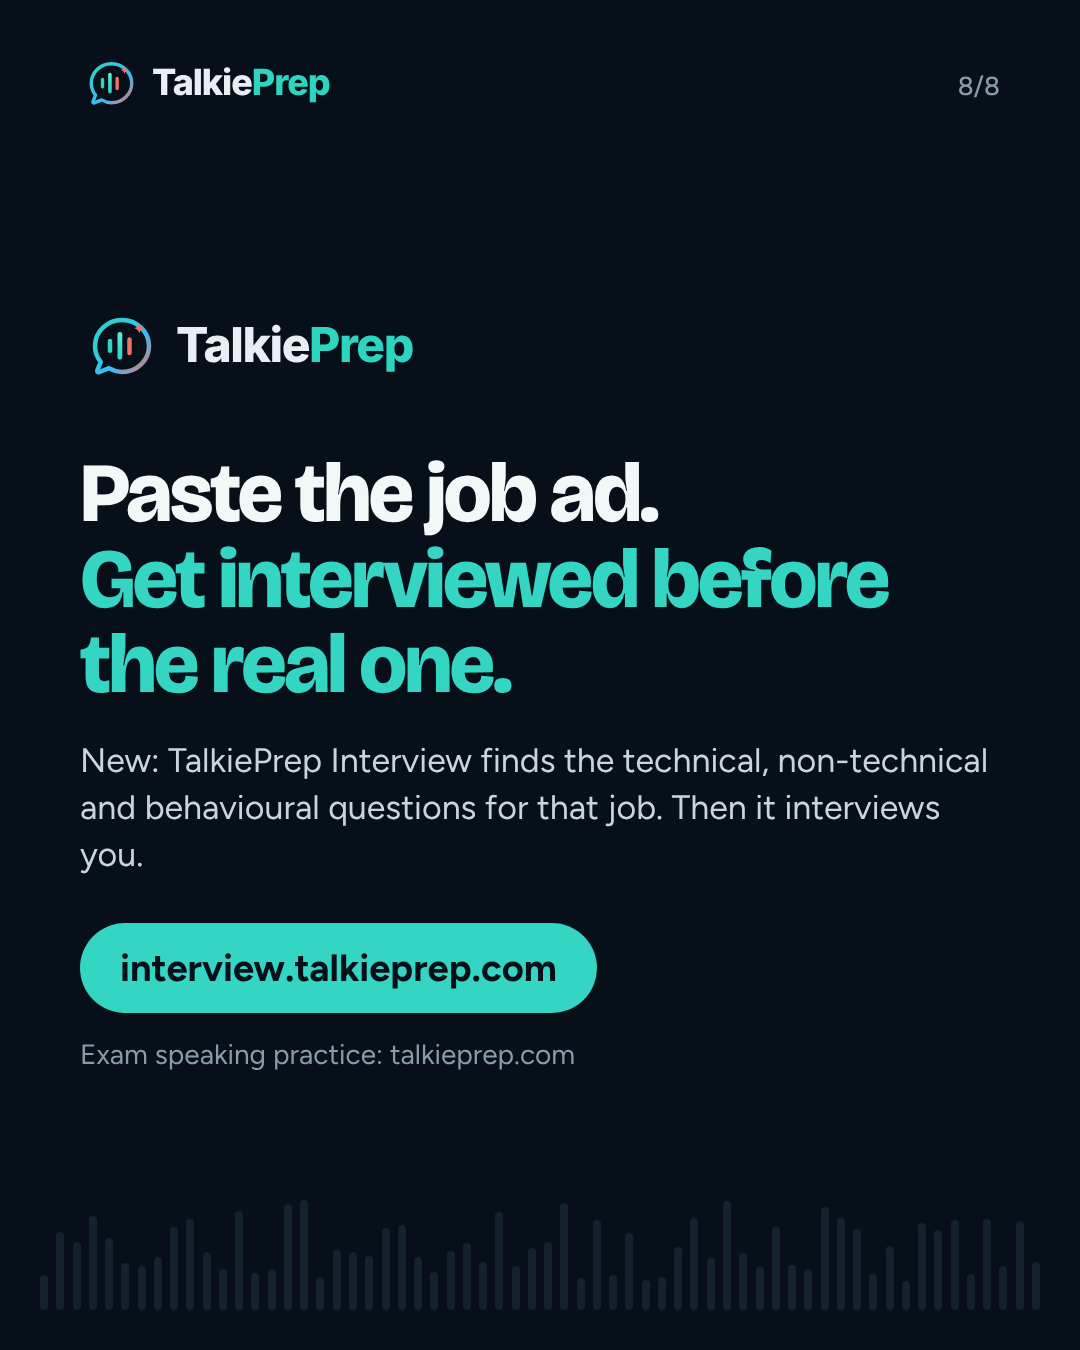 TalkiePrep
8/8
TalkiePrep
Paste the job ad.
Get interviewed before
the real one.
New: TalkiePrep Interview finds the technical, non-technical
and behavioural questions for that job. Then it interviews
you.
interview.talkieprep.com
Exam speaking practice: talkieprep.com